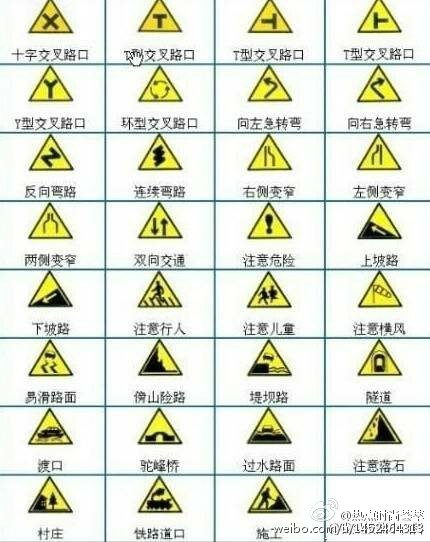 十字交叉路口 T型交叉路口 T型交叉路口 T型交叉路口
Y型交叉路口 环型交叉路口 向左急转弯 向右急转弯
反向弯路 连续弯路 右侧变窄 左侧变窄
两侧变窄 双向交通 注意危险 上坡路
下坡路 注意行人 注意儿童 注意横风
易滑路面 傍山险路 堤坝路 隧道
渡口 驼峰桥 过水路面 注意落石
村庄 铁路道口 施工